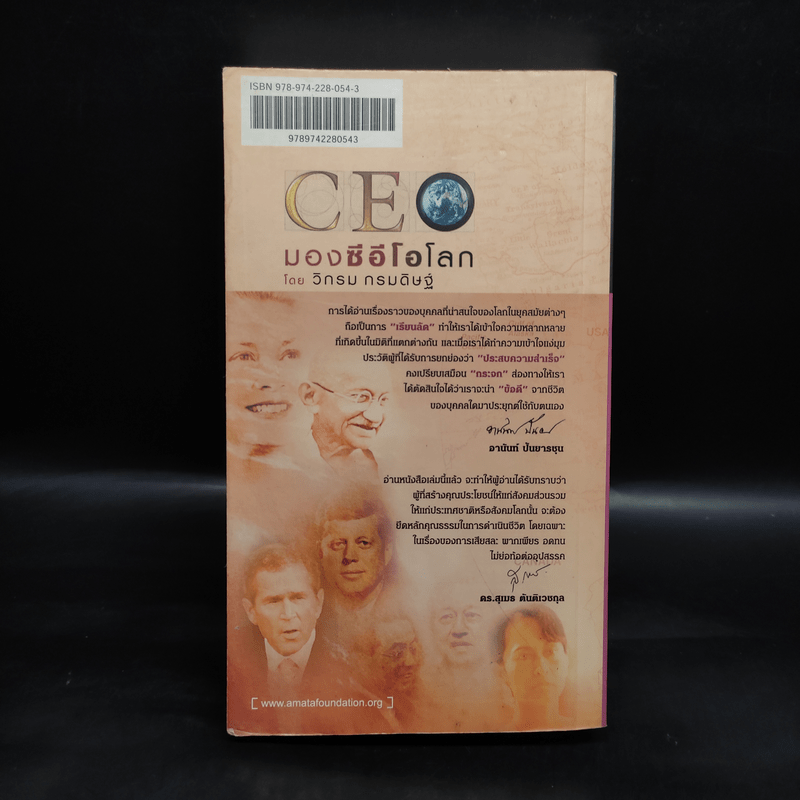 ISBN 978-974-228-054-3
9789742280543
CEO
มองซีอีโอโลก
โดย วิกรม กรมดิษฐ์
การได้อ่านเรื่องราวของบุคคลที่น่าสนใจของโลกในยุคสมัยต่างๆ
ถือเป็นการ "เรียนลัด" ทำให้เราได้เข้าใจความหลากหลาย
ที่เกิดขึ้นในมิติที่แตกต่างกัน และเมื่อเราได้ทำความเข้าใจแง่มุม
ประวัติผู้ที่ได้รับการยกย่องว่า "ประสบความสำเร็จ"
คงเปรียบเสมือน "กระจก" ส่องทางให้เรา
ได้ตัดสินใจได้ว่าเราจะนำ "ข้อดี" จากชีวิต
ของบุคคลใดมาประยุกต์ใช้กับตนเอง
อานันท์ ปันยารชุน
อ่านหนังสือเล่มนี้แล้ว จะทำให้ผู้อ่านได้รับทราบว่า
ผู้ที่สร้างคุณประโยชน์ให้แก่สังคมส่วนรวม
ให้แก่ประเทศชาติหรือสังคมโลกนั้น จะต้อง
ยึดหลักคุณธรรมในการดำเนินชีวิต โดยเฉพาะ
ในเรื่องของการเสียสละ พากเพียร อดทน
ไม่ย่อท้อต่ออุปสรรค
CANADA
ดร.สุเมธ ตันติเวชกุล
[ www.amatafoundation.org ]